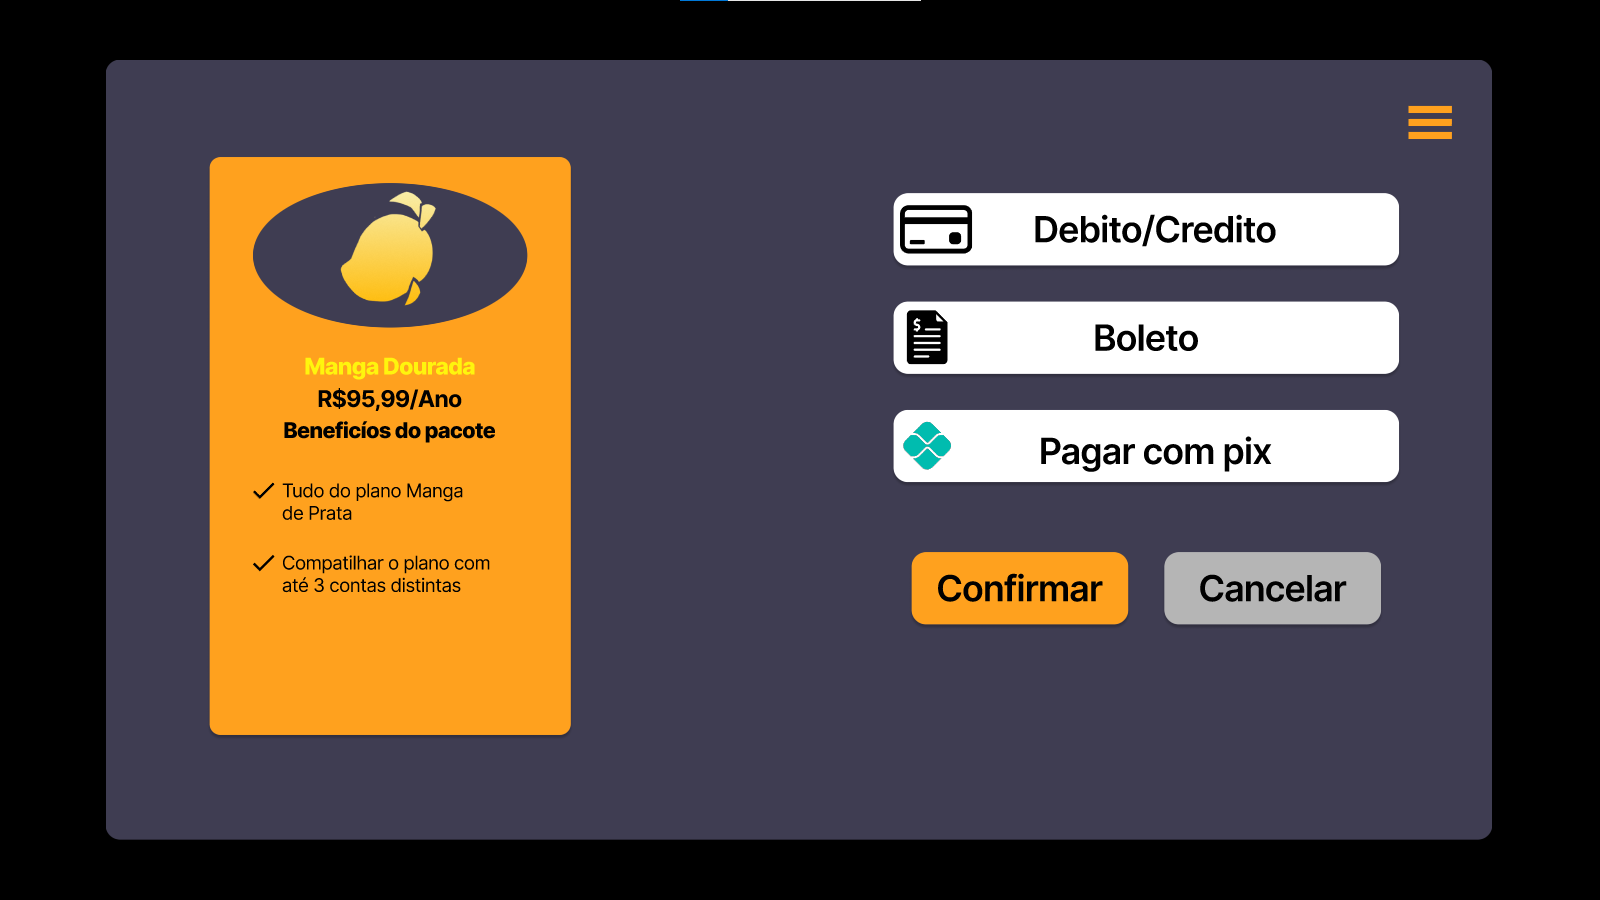 Manga Dourada
R$95,99/Ano
Beneficíos do pacote
Tudo do plano Manga
de Prata
Compatilhar o plano com
até 3 contas distintas
Debito/Credito
$
Boleto
Pagar com pix
Confirmar
Cancelar